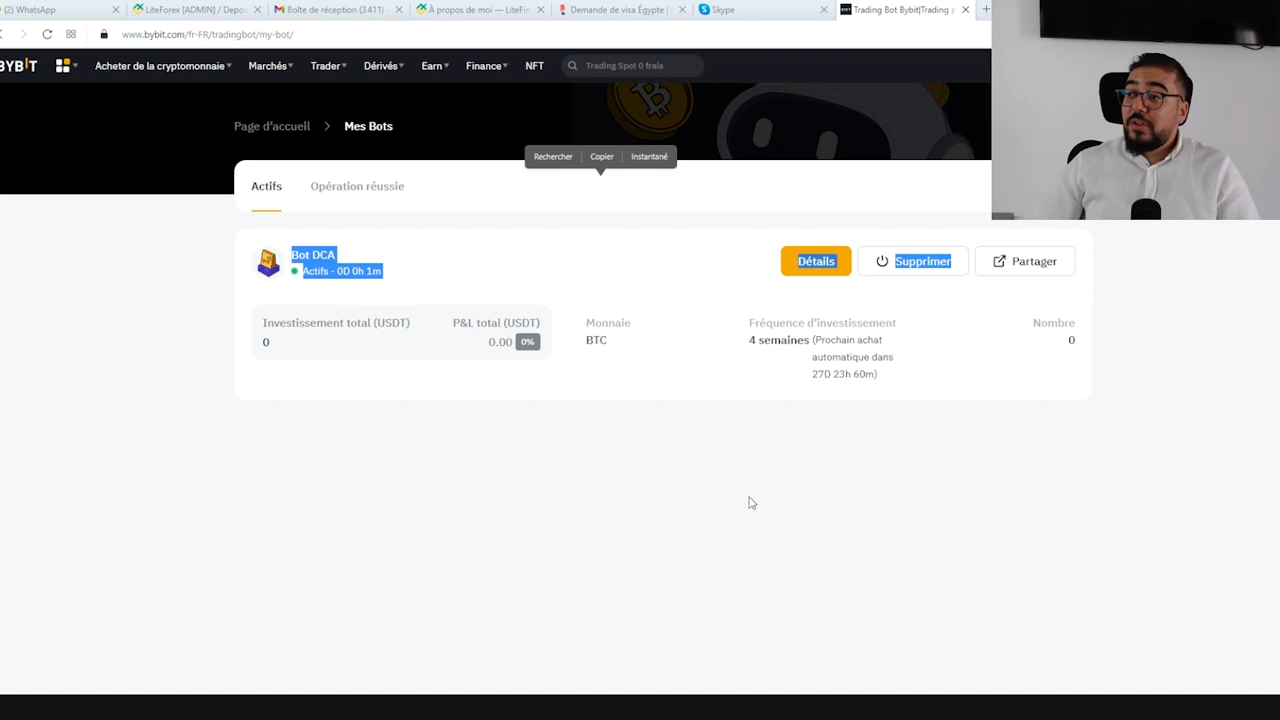 (2) WhatsApp
LiteForex [ADMIN] / Depo
Boîte de réception (3 411) -
À propos de moi — LiteFin
Demande de visa Égypte |
Skype
Trading Bot Bybit|Trading p
www.bybit.com/fr-FR/tradingbot/my-bot/
BYBIT
Acheter de la cryptomonnaie
Marchés
Trader
Dérivés
Earn
Finance
NFT
Trading Spot 0 frais
Page d'accueil > Mes Bots
Rechercher
Copier
Instantané
Actifs
Opération réussie
Bot DCA
Actifs - 0D 0h 1m
Détails
Supprimer
Partager
Investissement total (USDT)
0
P&L total (USDT)
0.00 0%
Monnaie
BTC
Fréquence d'investissement
4 semaines (Prochain achat
automatique dans
27D 23h 60m)
Nombre
0